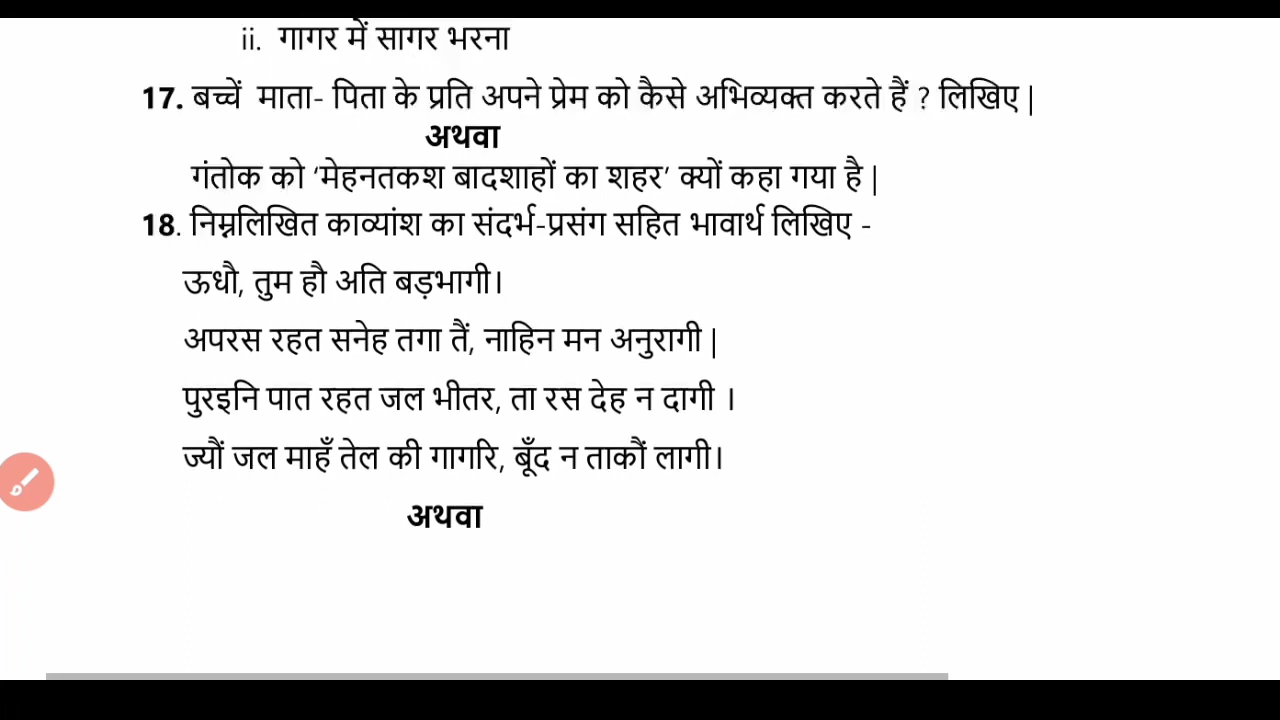 ii. गागर में सागर भरना
17. बच्चें माता- पिता के प्रति अपने प्रेम को कैसे अभिव्यक्त करते हैं ? लिखिए |
अथवा
गंतोक को ‘मेहनतकश बादशाहों का शहर’ क्यों कहा गया है |
18. निम्नलिखित काव्यांश का संदर्भ-प्रसंग सहित भावार्थ लिखिए -
ऊधौ, तुम हौ अति बड़भागी।
अपरस रहत सनेह तगा तैं, नाहिन मन अनुरागी |
पुरइनि पात रहत जल भीतर, ता रस देह न दागी ।
ज्यौं जल माहँ तेल की गागरि, बूँद न ताकौं लागी।
अथवा